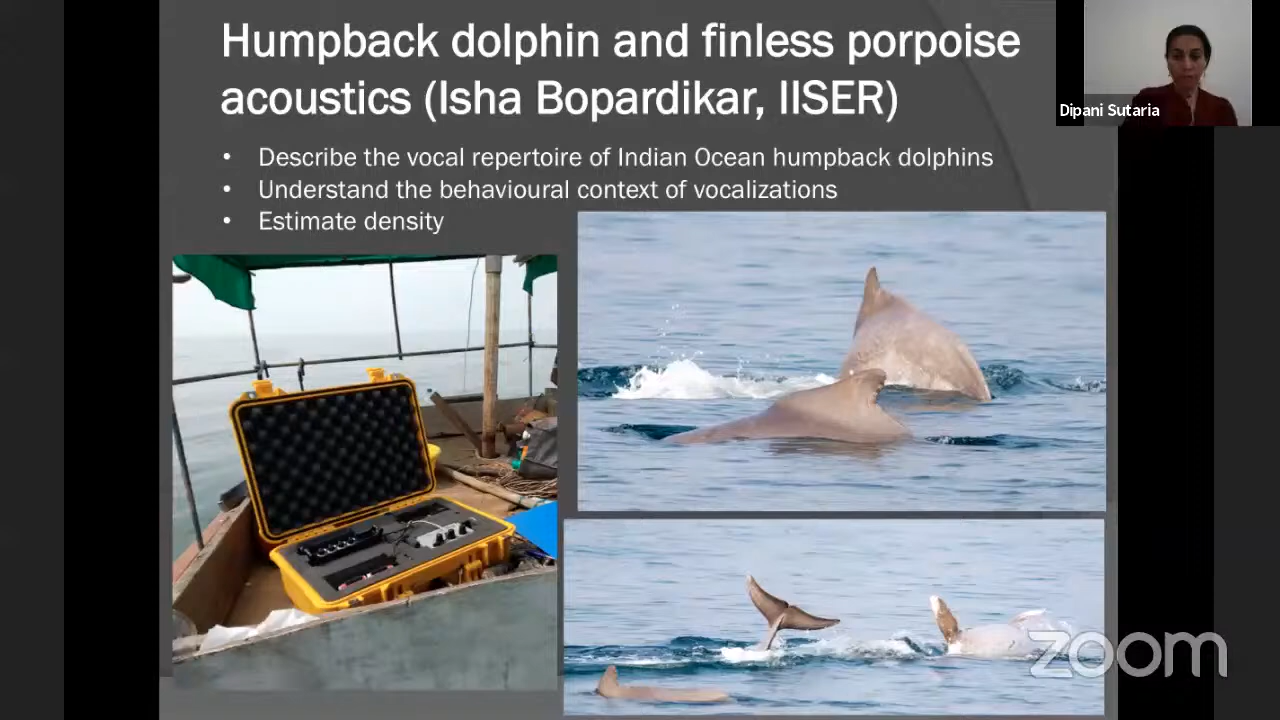 Humpback dolphin and finless porpoise
acoustics (Isha Bopardikar, IISER)
Dipani Sutaria
• Describe the vocal repertoire of Indian Ocean humpback dolphins
• Understand the behavioural context of vocalizations
• Estimate density
zoom